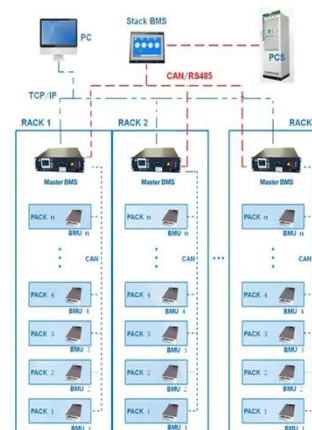 Stack BMS
PC
PCS
CAN/RS485
TCP/IP
RACK 1
RACK 2
RACK
Master BMS
Master BMS
Master BMS
PACK n
BMU n
PACK n
BMU n
PACK n
BMU n
CAN
CAN
CAN
PACK 4
BMU 4
PACK 4
BMU 4
PACK 4
BMU 4
PACK 3
BMU 3
PACK 3
BMU 3
PACK 3
BMU 3
PACK 2
BMU 2
PACK 2
BMU 2
PACK 2
BMU 2
PACK 1
BMU 1
PACK 1
BMU 1
PACK 1
BMU 1